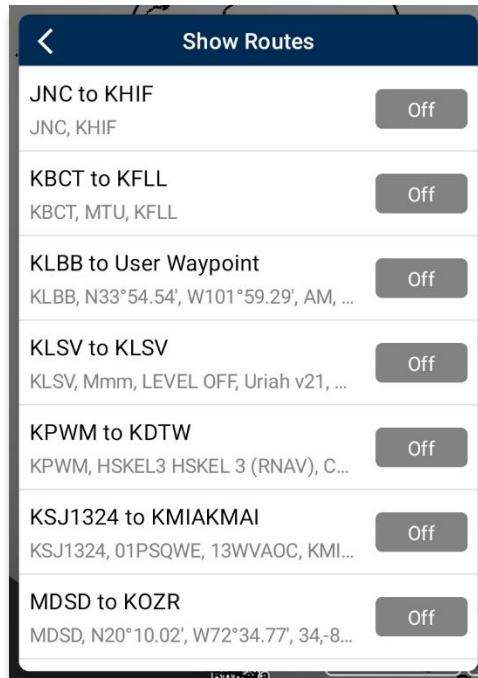 Show Routes
JNC to KHIF
JNC, KHIF
Off
KBCT to KFLL
KBCT, MTU, KFLL
Off
KLBB to User Waypoint
KLBB, N33°54.54', W101°59.29', AM, ...
Off
KLSV to KLSV
KLSV, Mmm, LEVEL OFF, Uriah v21, ...
Off
KPWM to KDTW
KPWM, HSKEL3 HSKEL 3 (RNAV), C...
Off
KSJ1324 to KMIAKMAI
KSJ1324, 01PSQWE, 13WVAOC, KMI...
Off
MDSD to KOZR
MDSD, N20°10.02', W72°34.77', 34,-8...
Off